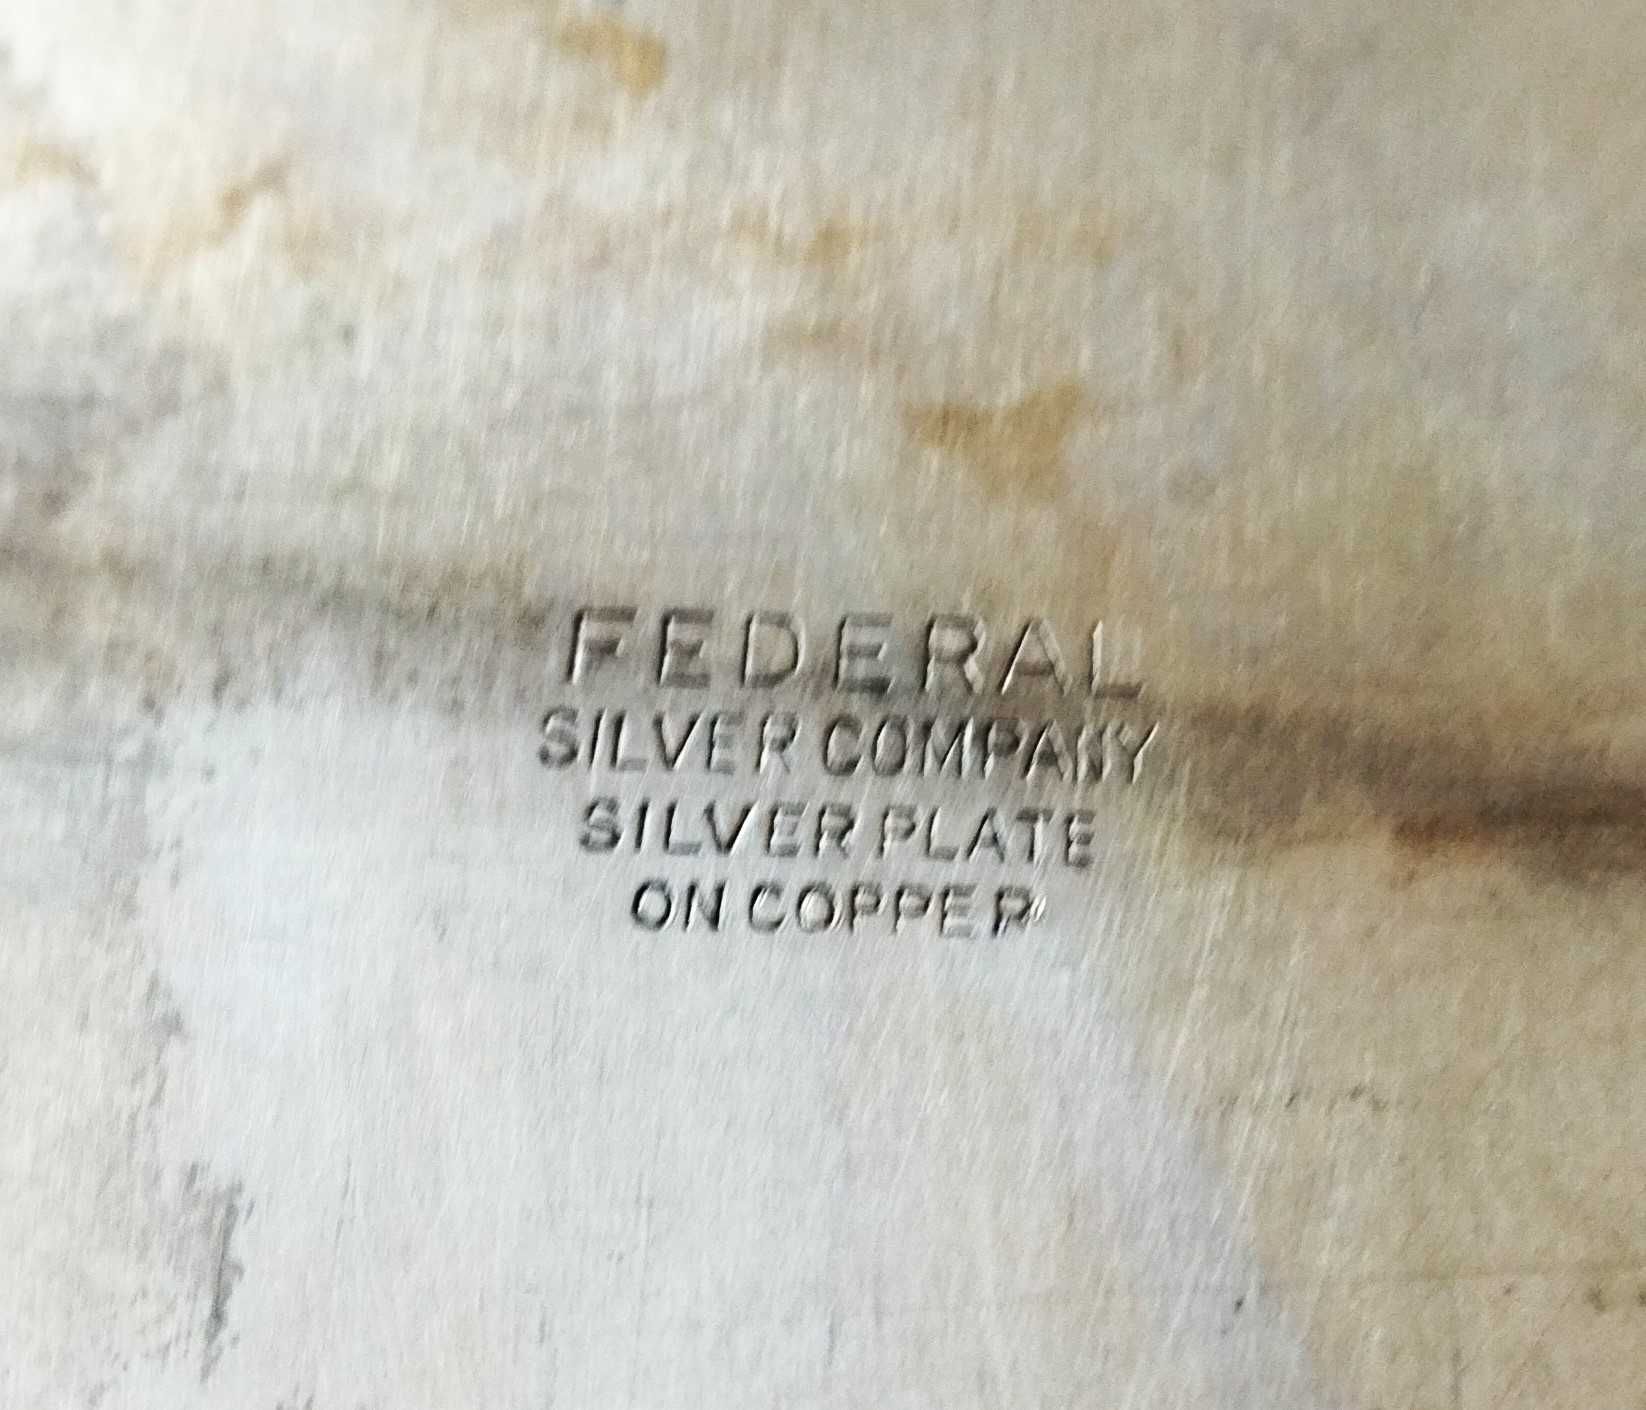 FEDERAL
SILVER COMPANY
SILVER PLATE
ON COPPER